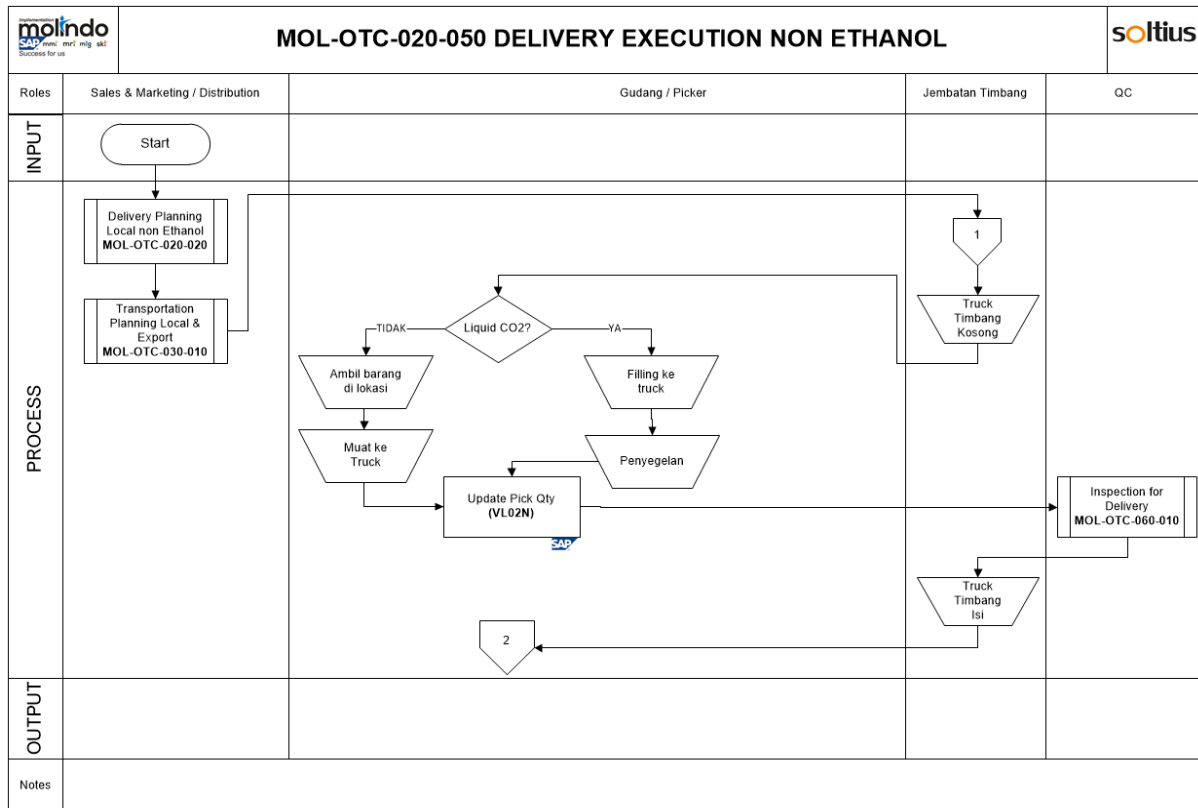 implementation
molindo
SAP mmi mri mlg ski
Success for us
MOL-OTC-020-050 DELIVERY EXECUTION NON ETHANOL
soltius
Roles
Sales & Marketing / Distribution
Gudang / Picker
Jembatan Timbang
QC
INPUT
Start
PROCESS
Delivery Planning
Local non Ethanol
MOL-OTC-020-020
1
Transportation
Planning Local &
Export
MOL-OTC-030-010
Truck
Timbang
Kosong
Liquid CO2?
TIDAK
YA
Ambil barang
di lokasi
Filling ke
truck
Muat ke
Truck
Penyegelan
Update Pick Qty
(VL02N)
SAP
Inspection for
Delivery
MOL-OTC-060-010
Truck
Timbang
Isi
2
OUTPUT
Notes